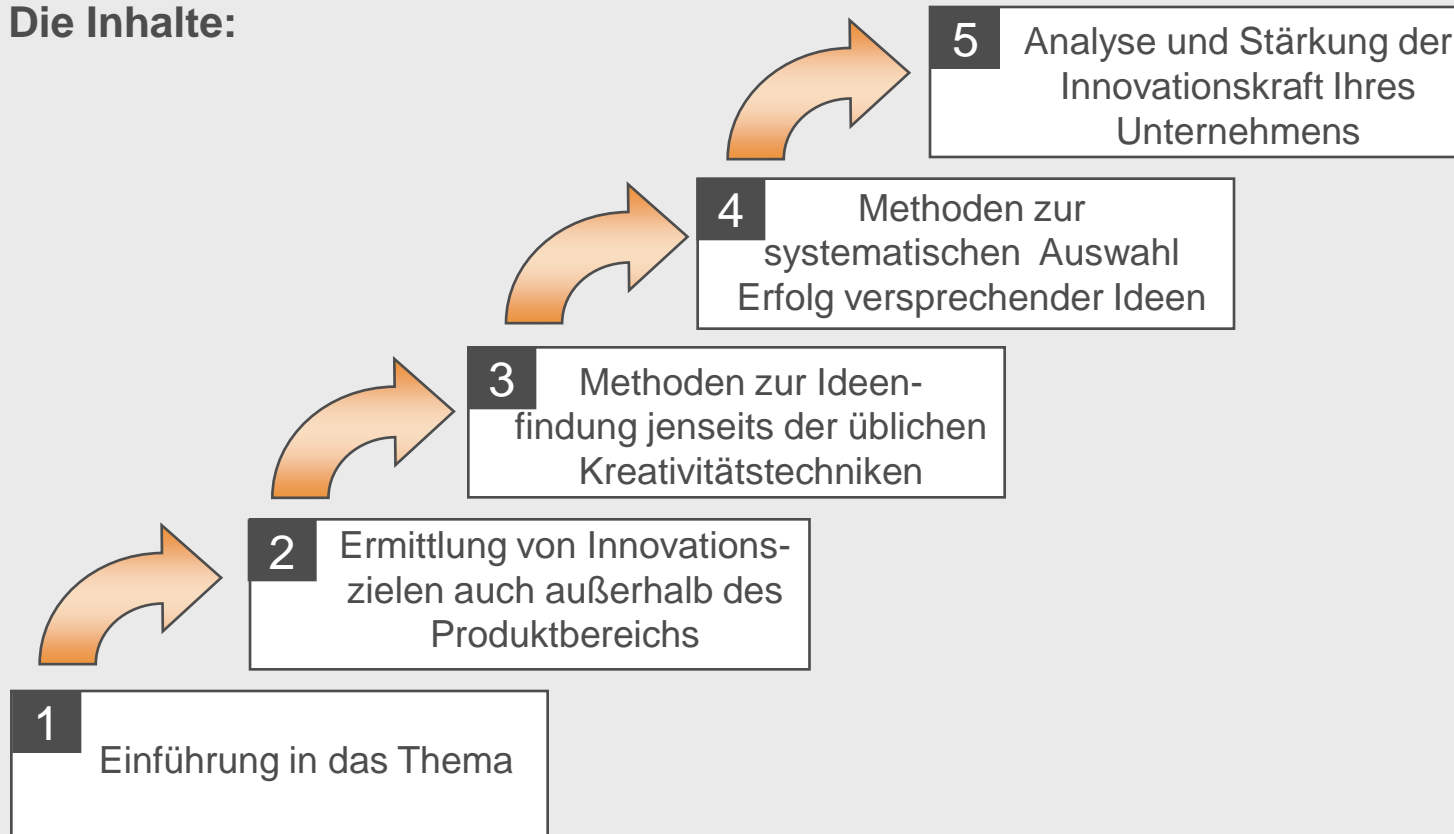 Die Inhalte:
5
Analyse und Stärkung der
Innovationskraft Ihres
Unternehmens
4
Methoden zur
systematischen  Auswahl
Erfolg versprechender Ideen
3
Methoden zur Ideen-
findung jenseits der üblichen
Kreativitätstechniken
2
Ermittlung von Innovations-
zielen auch außerhalb des
Produktbereichs
1
Einführung in das Thema